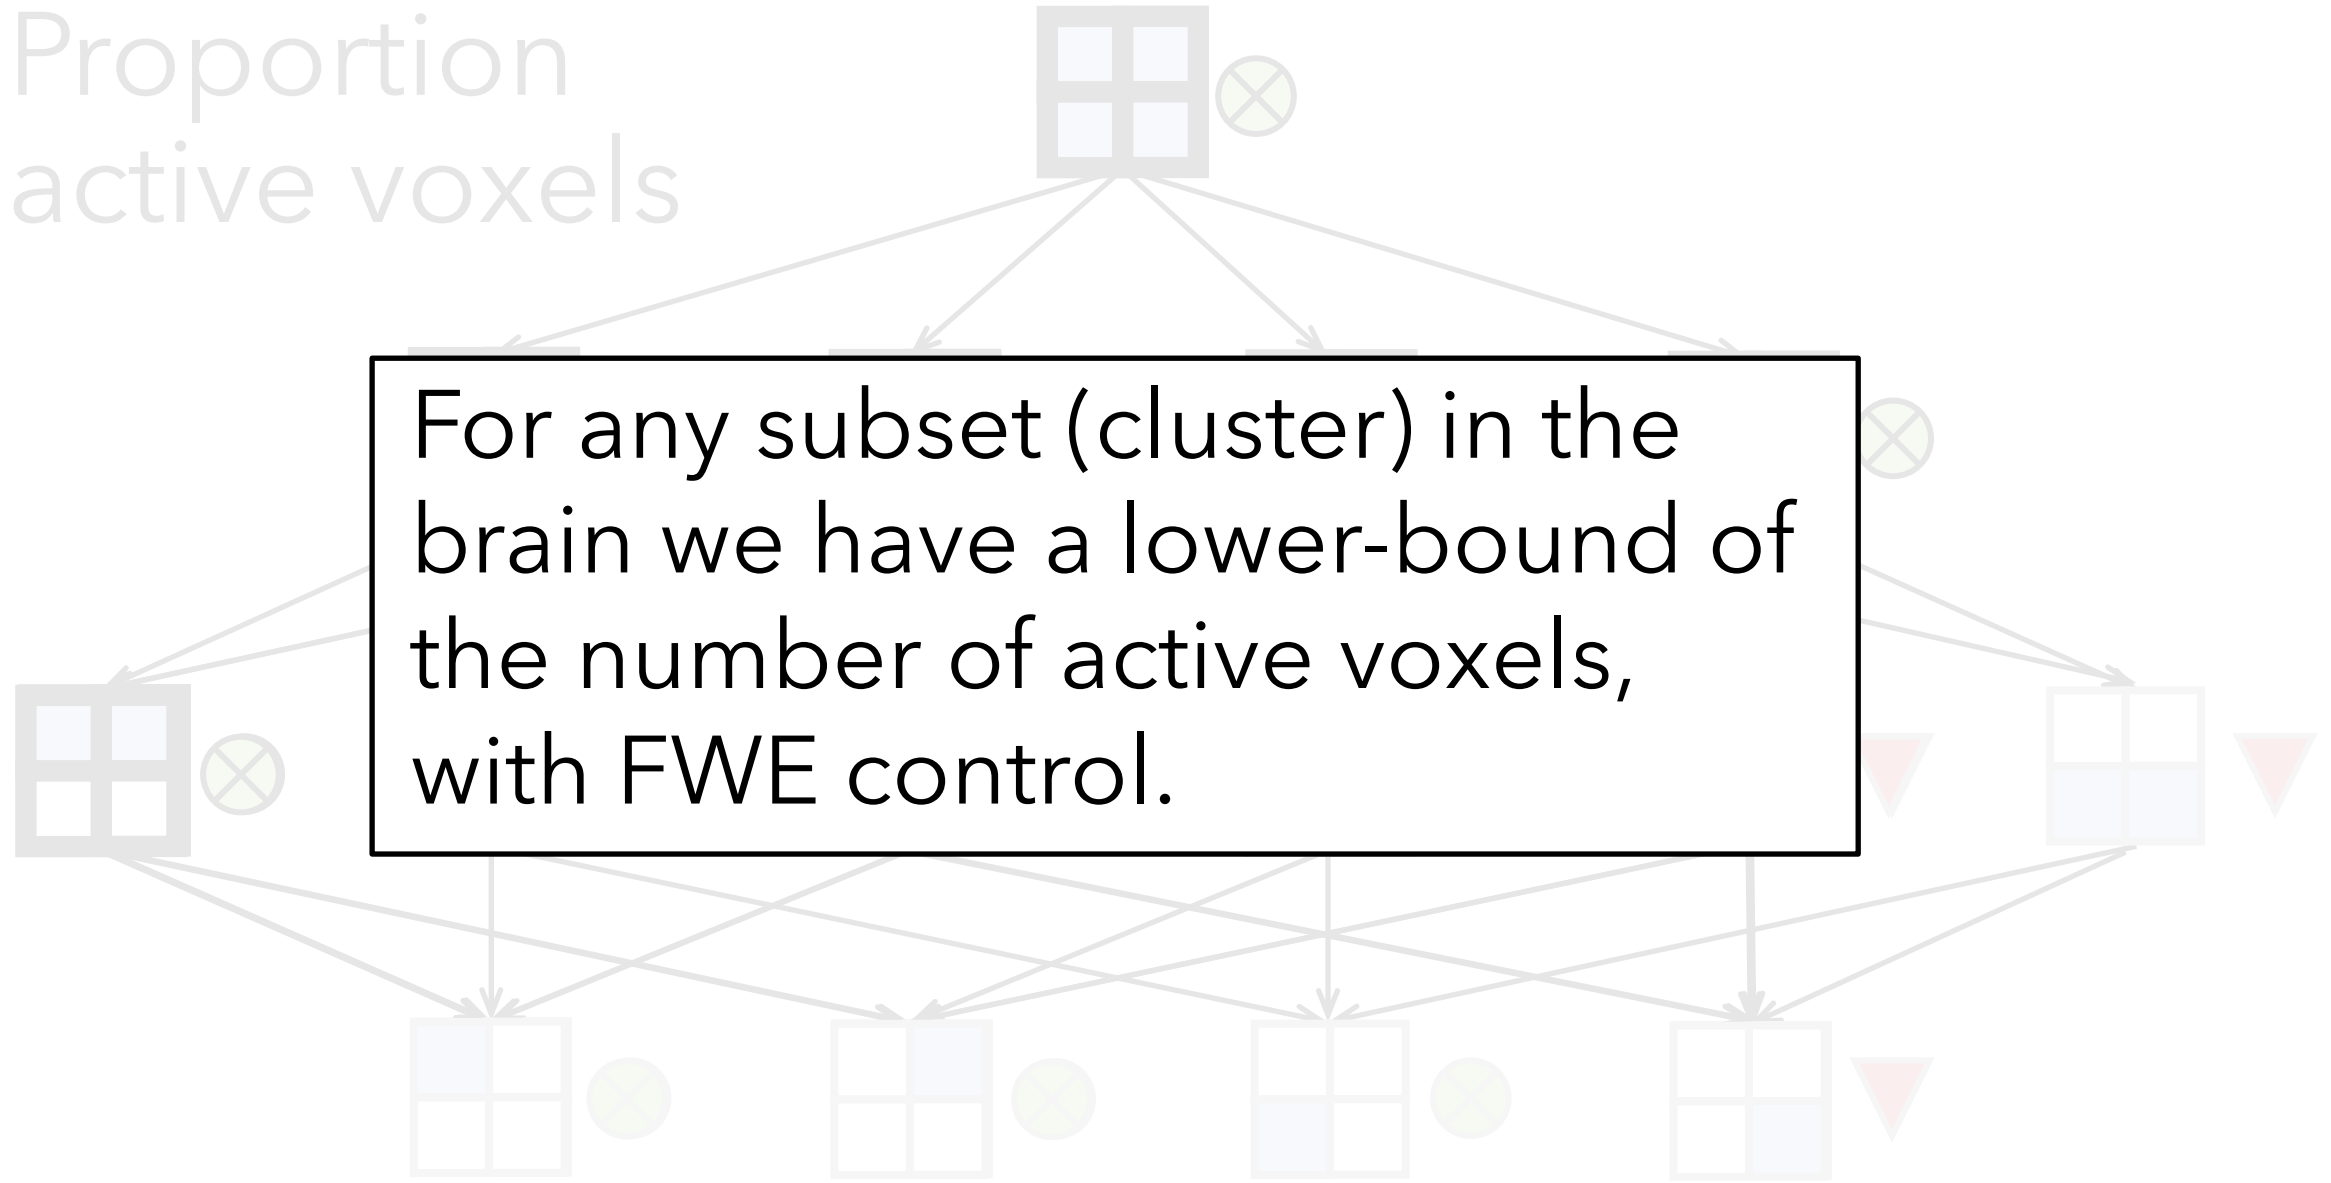 Proportion
active voxels
For any subset (cluster) in the
brain we have a lower-bound of
the number of active voxels,
with FWE control.